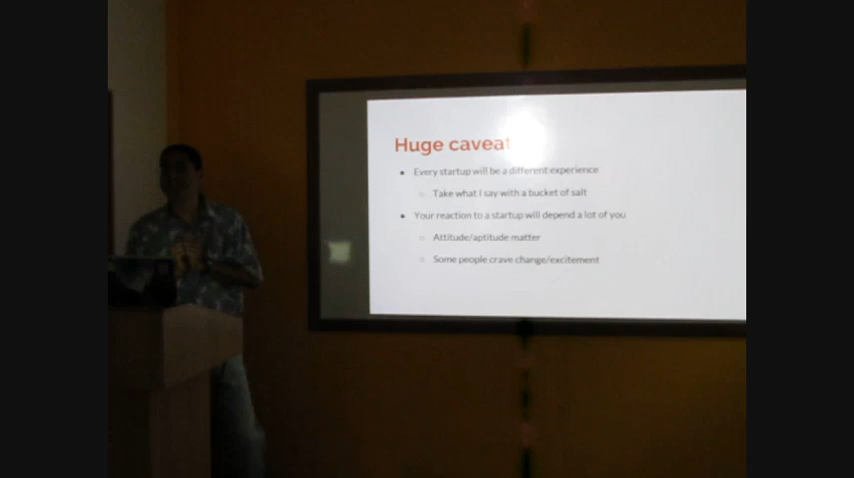 Huge caveat
Every startup will be a different experience
Take what I say with a bucket of salt
Your reaction to a startup will depend a lot of you
Attitude/aptitude matter
Some people crave change/excitement